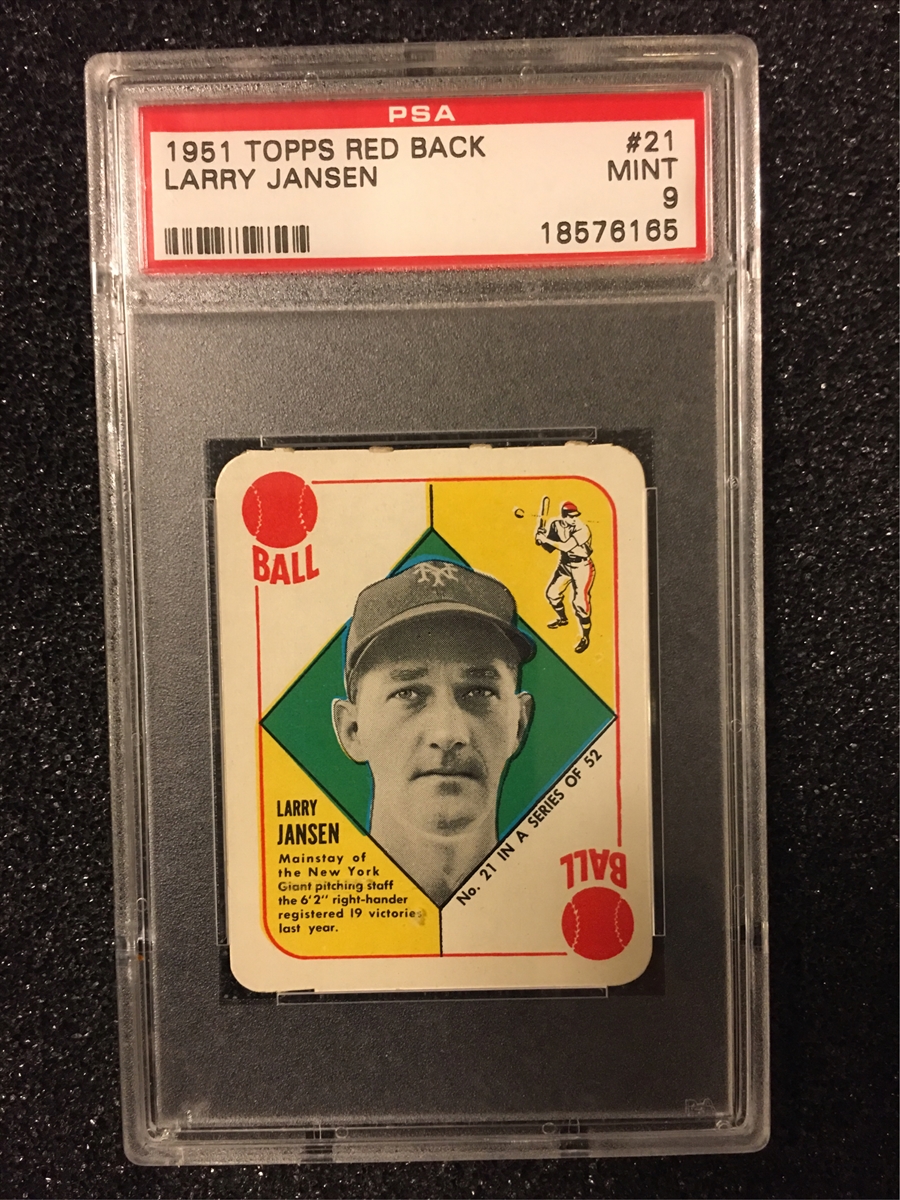 PSA
1951 TOPPS RED BACK #21
LARRY JANSEN MINT
9
18576165
BALL
NY
LARRY
JANSEN
Mainstay of
the New York
Giant pitching staff
the 6'2" right-hander
registered 19 victories
last year.
No. 21 IN A SERIES OF 52
BALL
PSA